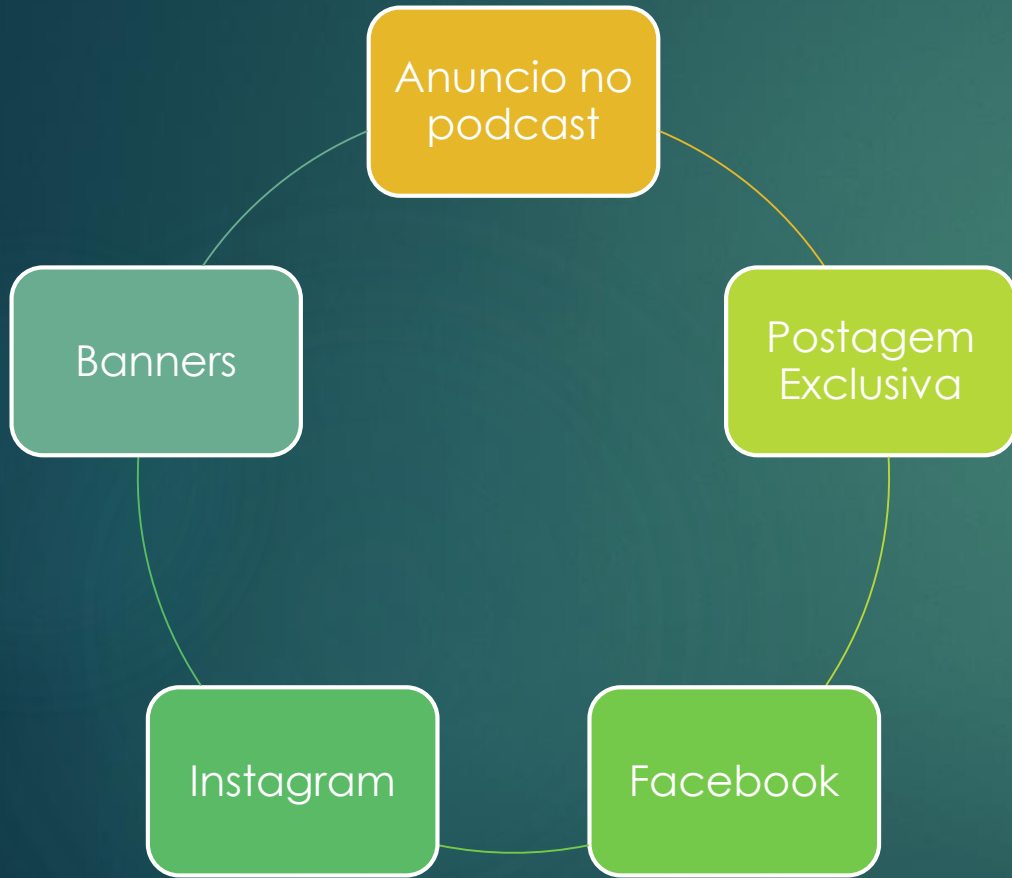 Anuncio no
podcast
Postagem
Exclusiva
Facebook
Instagram
Banners